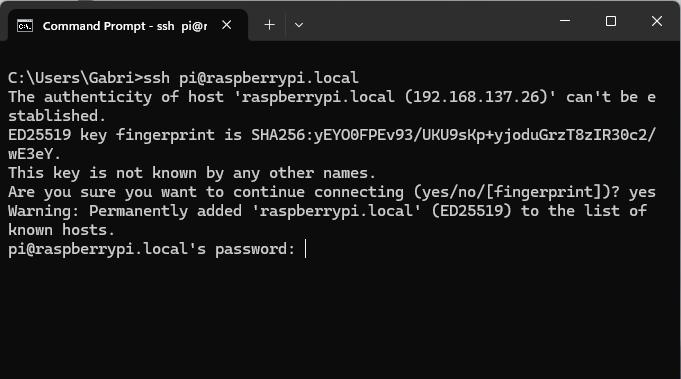 Command Prompt - ssh pi@r
C:\Users\Gabri>ssh pi@raspberrypi.local
The authenticity of host 'raspberrypi.local (192.168.137.26)' can't be e
stablished.
ED25519 key fingerprint is SHA256:yEYO0FPEv93/UKU9sKp+yjoduGrzT8zIR30c2/
wE3eY.
This key is not known by any other names.
Are you sure you want to continue connecting (yes/no/[fingerprint])? yes
Warning: Permanently added 'raspberrypi.local' (ED25519) to the list of
known hosts.
pi@raspberrypi.local's password: